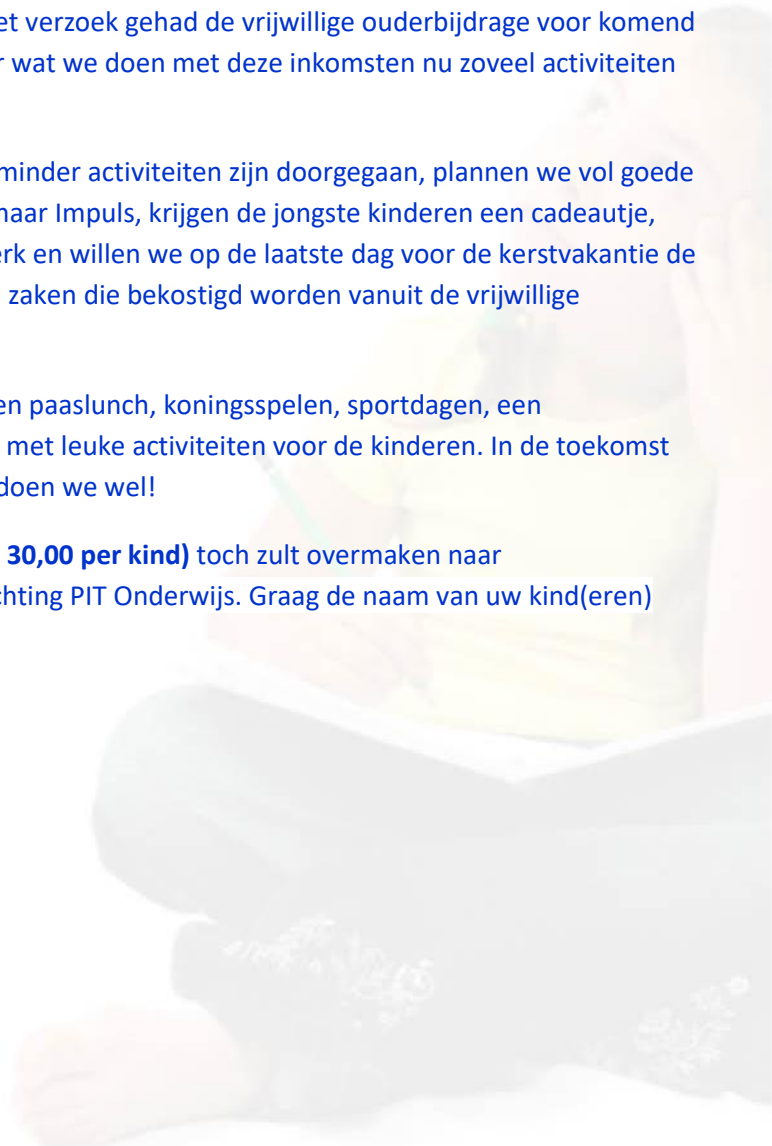 et verzoek gehad de vrijwillige ouderbijdrage voor komend
r wat we doen met deze inkomsten nu zoveel activiteiten
minder activiteiten zijn doorgegaan, plannen we vol goede
naar Impuls, krijgen de jongste kinderen een cadeautje,
erk en willen we op de laatste dag voor de kerstvakantie de
zaken die bekostigd worden vanuit de vrijwillige
en paaslunch, koningsspelen, sportdagen, een
met leuke activiteiten voor de kinderen. In de toekomst
doen we wel!
30,00 per kind) toch zult overmaken naar
chting PIT Onderwijs. Graag de naam van uw kind(eren)